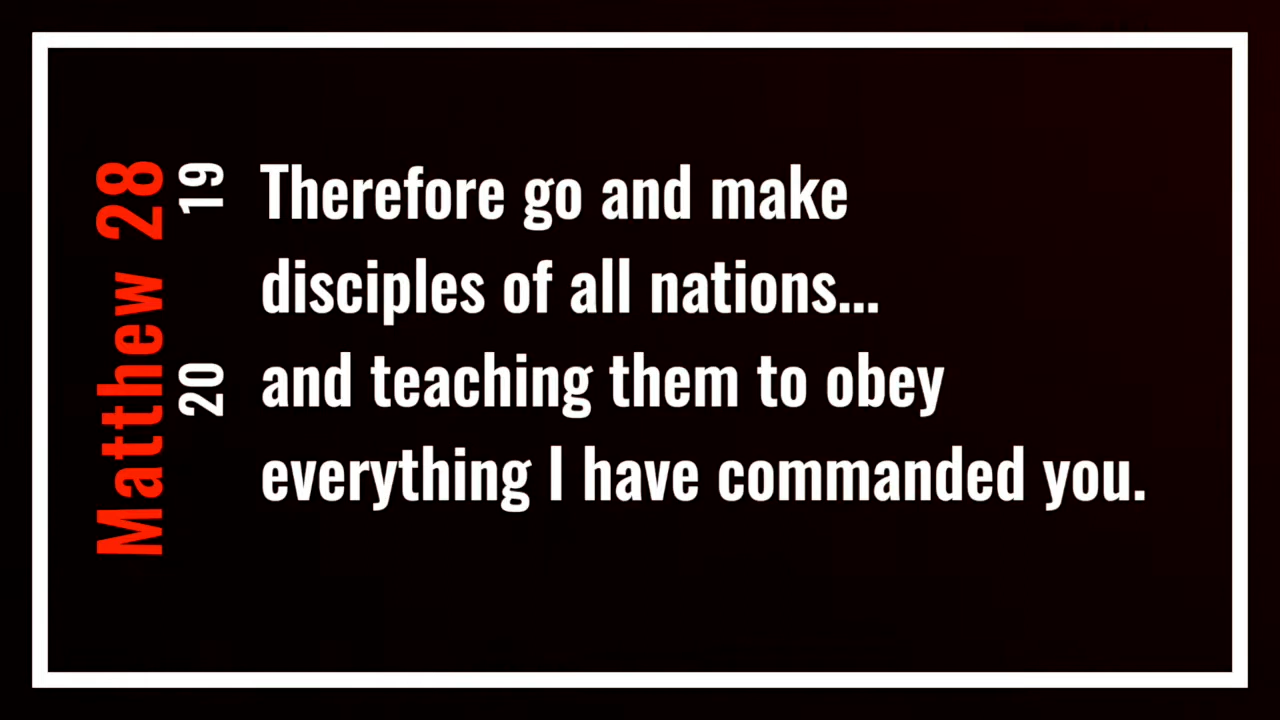 Matthew 28
19 Therefore go and make
disciples of all nations...
20 and teaching them to obey
everything I have commanded you.